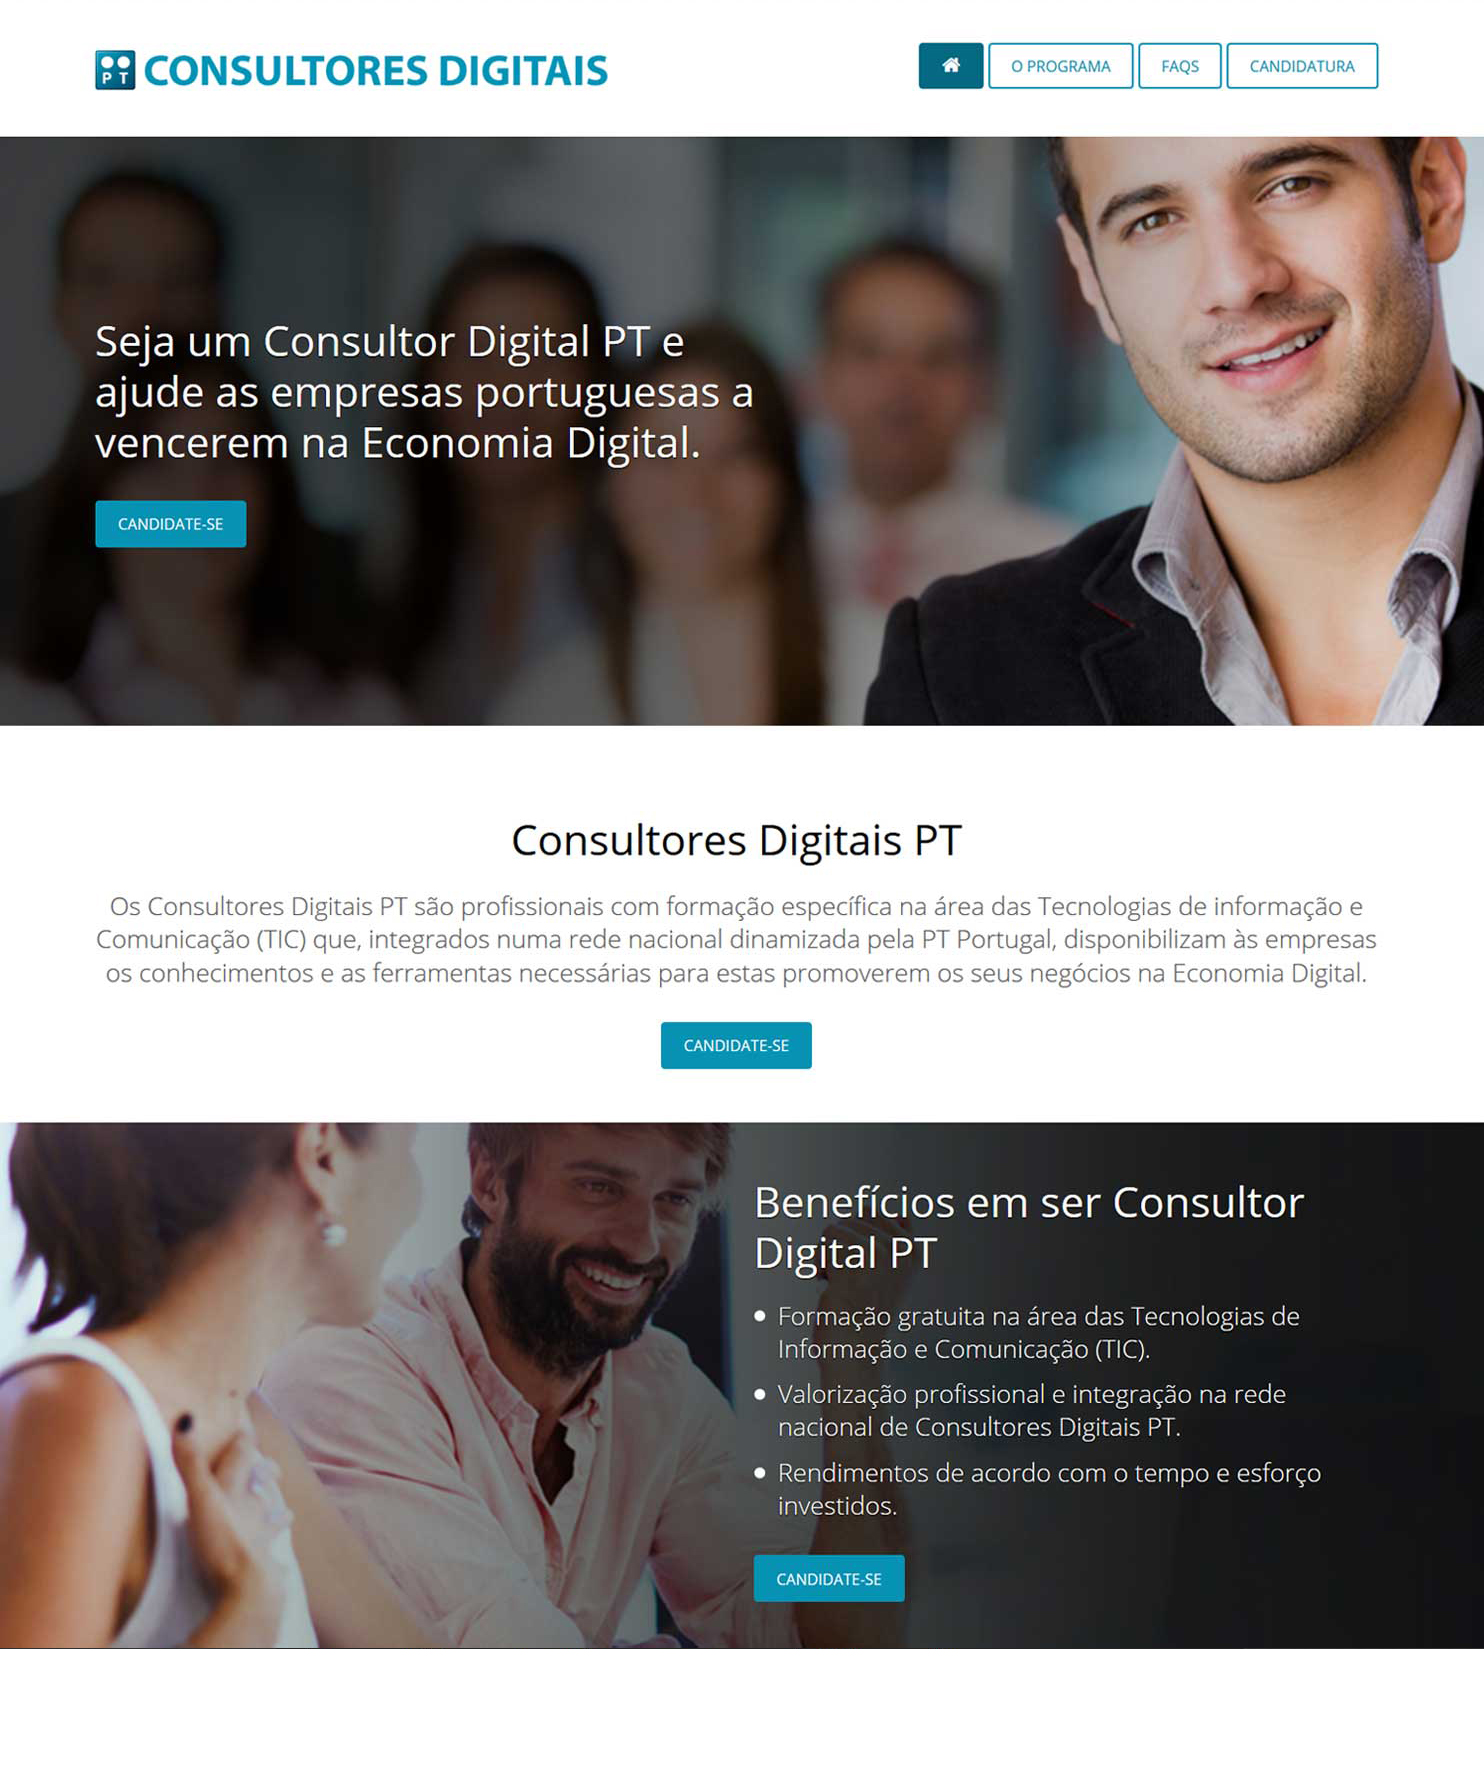 PT CONSULTORES DIGITAIS
O PROGRAMA
FAQS
CANDIDATURA
Seja um Consultor Digital PT e
ajude as empresas portuguesas a
vencerem na Economia Digital.
CANDIDATE-SE
Consultores Digitais PT
Os Consultores Digitais PT são profissionais com formação específica na área das Tecnologias de informação e
Comunicação (TIC) que, integrados numa rede nacional dinamizada pela PT Portugal, disponibilizam às empresas
os conhecimentos e as ferramentas necessárias para estas promoverem os seus negócios na Economia Digital.
CANDIDATE-SE
Benefícios em ser Consultor
Digital PT
Formação gratuita na área das Tecnologias de
Informação e Comunicação (TIC).
Valorização profissional e integração na rede
nacional de Consultores Digitais PT.
Rendimentos de acordo com o tempo e esforço
investidos.
CANDIDATE-SE